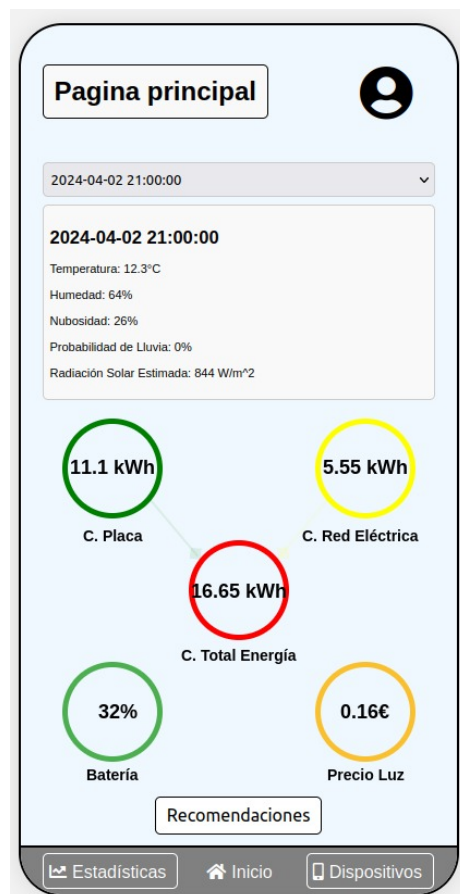 Pagina principal
2024-04-02 21:00:00
2024-04-02 21:00:00
Temperatura: 12.3°C
Humedad: 64%
Nubosidad: 26%
Probabilidad de Lluvia: 0%
Radiación Solar Estimada: 844 W/m^2
11.1 kWh
5.55 kWh
C. Placa
C. Red Eléctrica
16.65 kWh
C. Total Energía
32%
0.16€
Batería
Precio Luz
Recomendaciones
Estadísticas
Inicio
Dispositivos